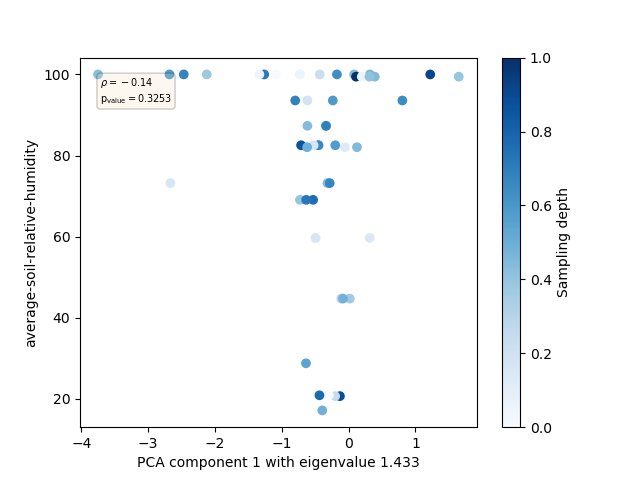 ρ = −0.14
p_value = 0.3253
100
80
60
40
20
average-soil-relative-humidity
−4 −3 −2 −1 0 1
PCA component 1 with eigenvalue 1.433
1.0
0.8
0.6
0.4
0.2
0.0
Sampling depth